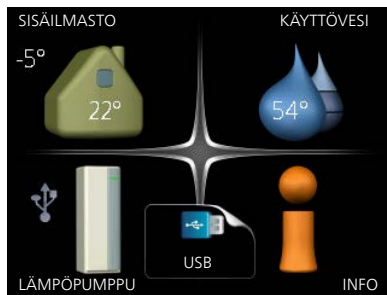 SISÄILMASTO
KÄYTTÖVESI
-5°
22°
54°
USB
LÄMPÖPUMPPU
INFO